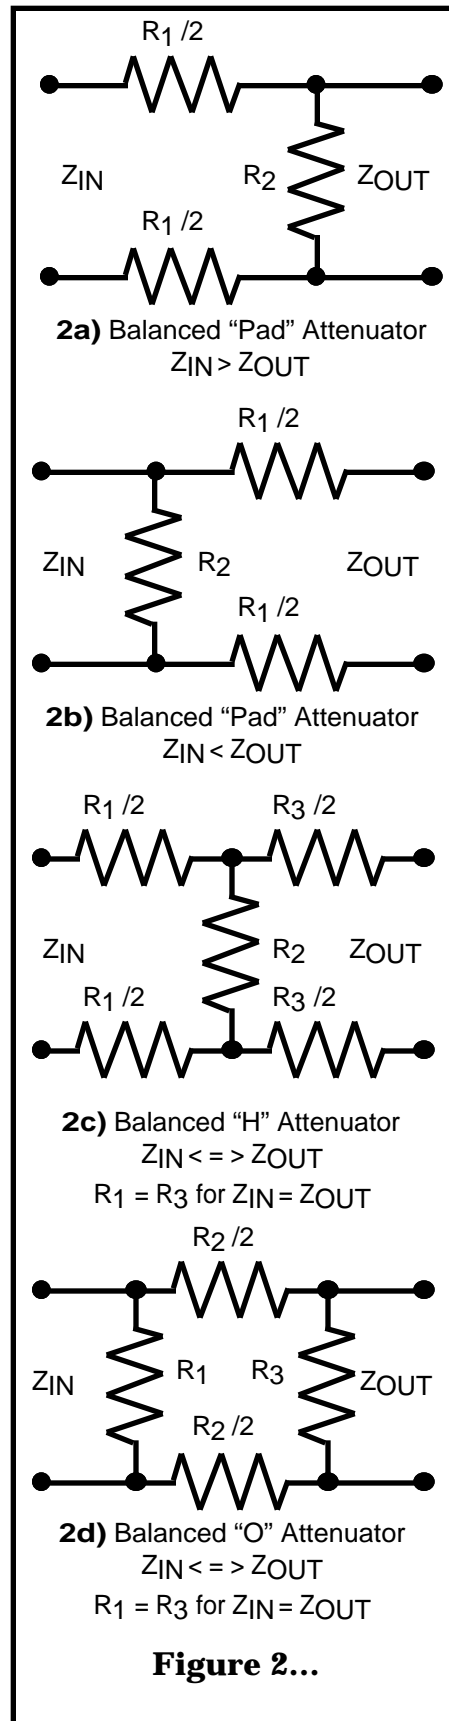 R1 /2
ZIN R2 ZOUT
R1 /2
2a) Balanced “Pad” Attenuator
ZIN > ZOUT
R1 /2
ZIN R2 ZOUT
R1 /2
2b) Balanced “Pad” Attenuator
ZIN < ZOUT
R1 /2 R3 /2
ZIN R2 ZOUT
R1 /2 R3 /2
2c) Balanced “H” Attenuator
ZIN < = > ZOUT
R1 = R3 for ZIN = ZOUT
R2 /2
ZIN R1 R3 ZOUT
R2 /2
2d) Balanced “O” Attenuator
ZIN < = > ZOUT
R1 = R3 for ZIN = ZOUT
Figure 2...